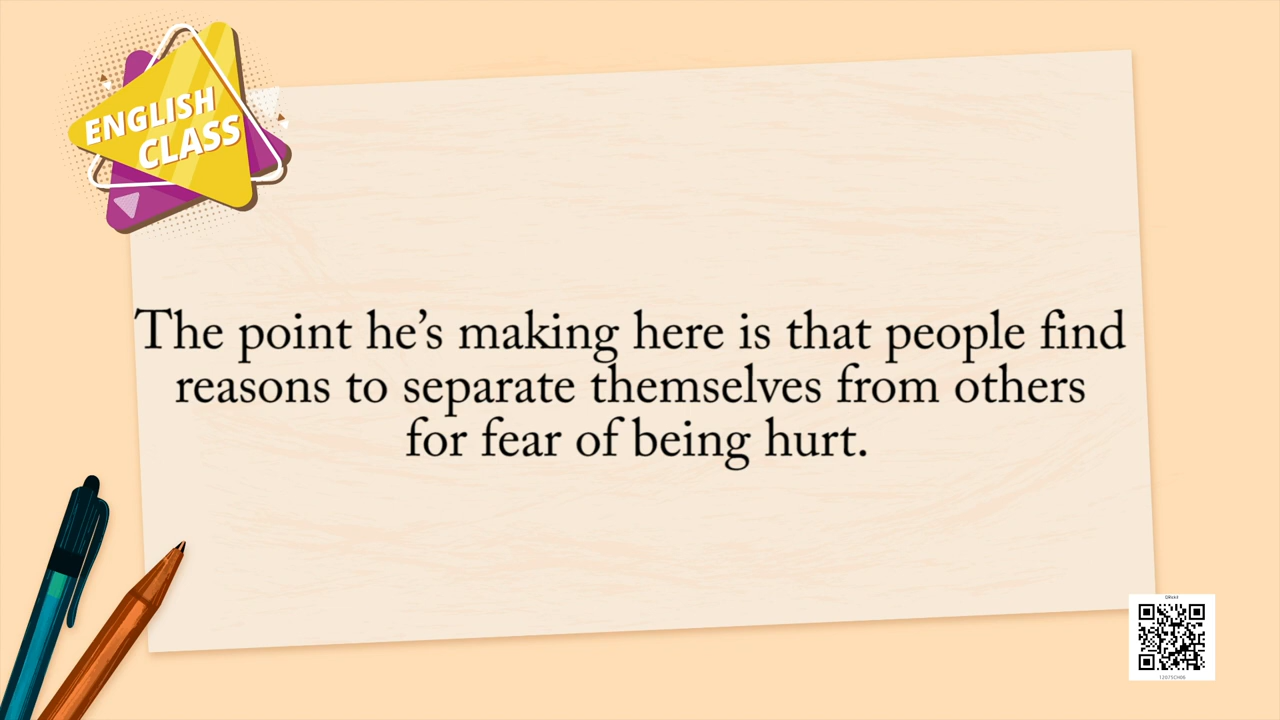 ENGLISH
CLASS
The point he’s making here is that people find
reasons to separate themselves from others
for fear of being hurt.
12075CH06